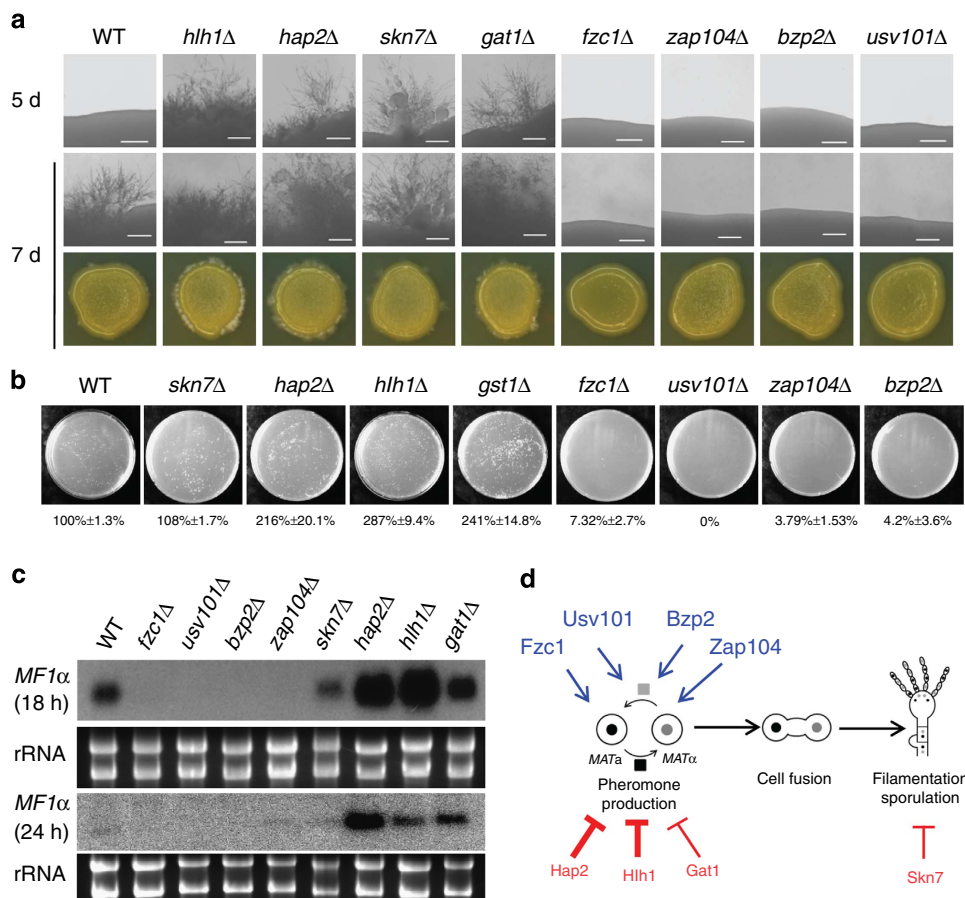 a
WT hlh1Δ hap2Δ skn7Δ gat1Δ fzc1Δ zap104Δ bzp2Δ usv101Δ
5 d
7 d
b
WT skn7Δ hap2Δ hlh1Δ gst1Δ fzc1Δ usv101Δ zap104Δ bzp2Δ
100%±1.3% 108%±1.7% 216%±20.1% 287%±9.4% 241%±14.8% 7.32%±2.7% 0% 3.79%±1.53% 4.2%±3.6%
c
WT fzc1Δ usv101Δ bzp2Δ zap104Δ skn7Δ hap2Δ hlh1Δ gat1Δ
MF1α
(18 h)
rRNA
MF1α
(24 h)
rRNA
d
Usv101 Bzp2
Fzc1 Zap104
MATa MATα
Pheromone
production
Cell fusion
Filamentation
sporulation
Hap2 Hlh1 Gat1
Skn7